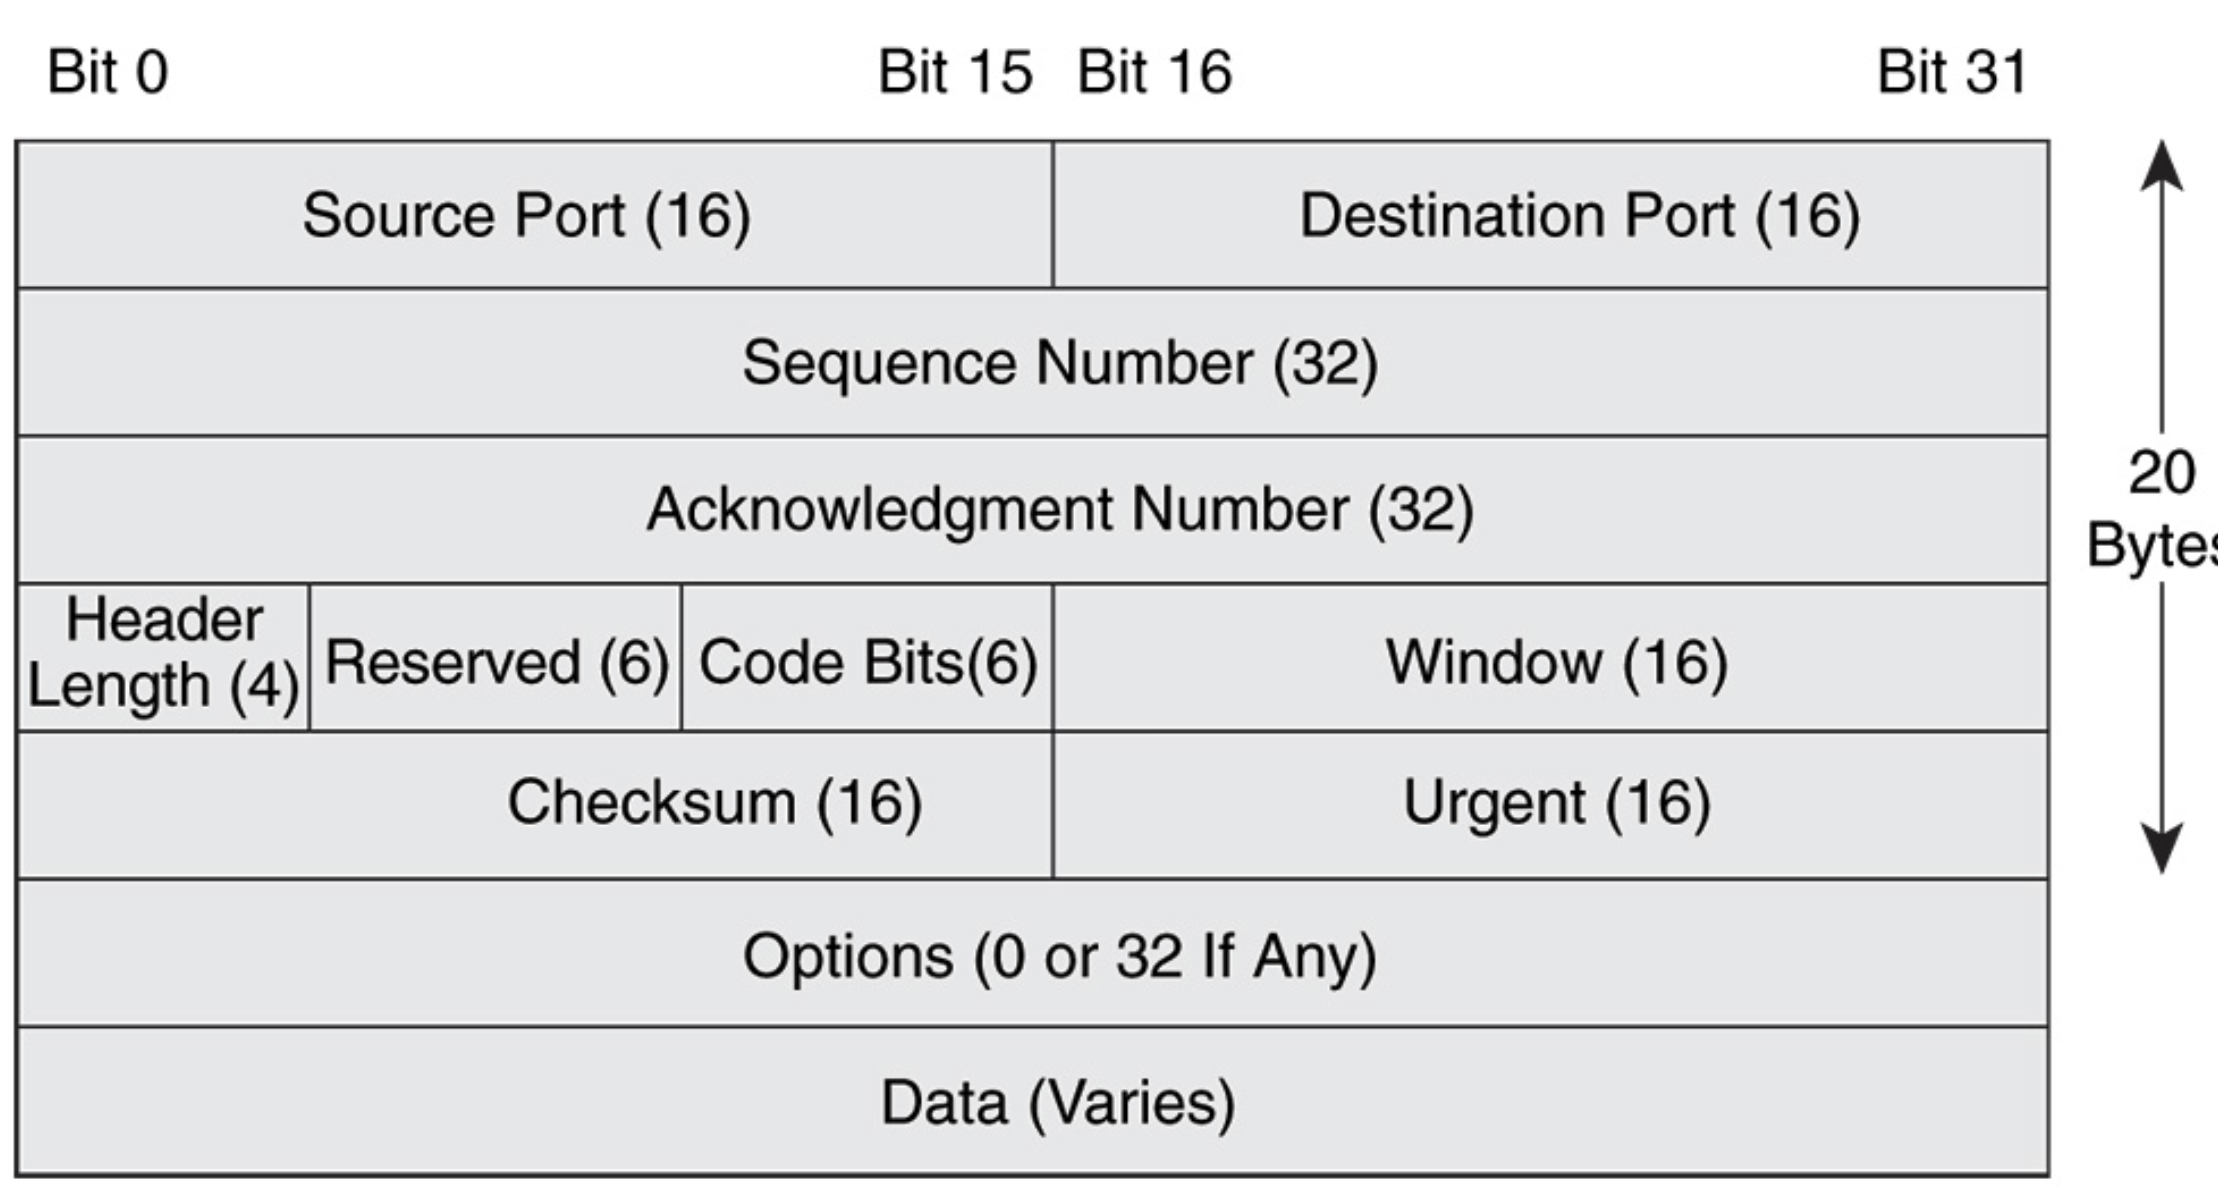 Bit 0 Bit 15 Bit 16 Bit 31
Source Port (16) Destination Port (16)
Sequence Number (32)
Acknowledgment Number (32)
20
Bytes
Header
Length (4) Reserved (6) Code Bits(6) Window (16)
Checksum (16) Urgent (16)
Options (0 or 32 If Any)
Data (Varies)